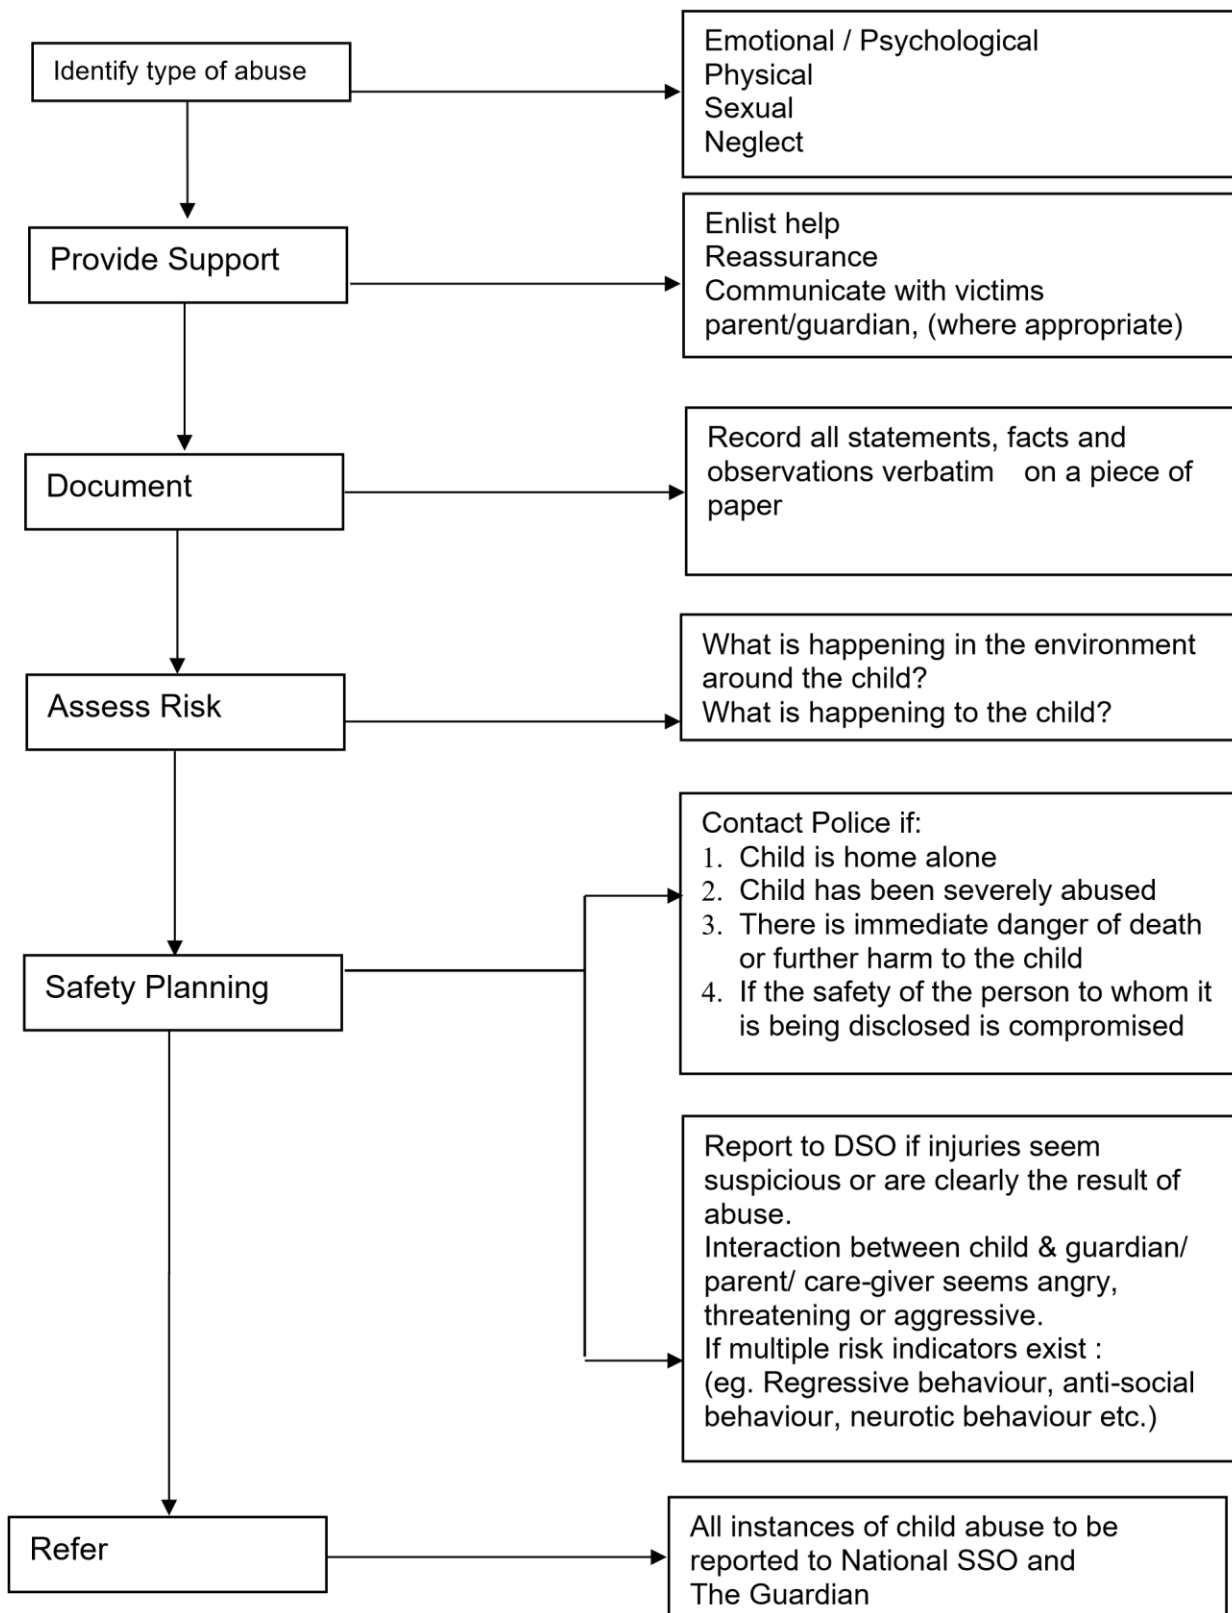 Identify type of abuse
Emotional / Psychological
Physical
Sexual
Neglect
Provide Support
Enlist help
Reassurance
Communicate with victims
parent/guardian, (where appropriate)
Document
Record all statements, facts and
observations verbatim on a piece of
paper
Assess Risk
What is happening in the environment
around the child?
What is happening to the child?
Safety Planning
Contact Police if:
1. Child is home alone
2. Child has been severely abused
3. There is immediate danger of death
or further harm to the child
4. If the safety of the person to whom it
is being disclosed is compromised
Report to DSO if injuries seem
suspicious or are clearly the result of
abuse.
Interaction between child & guardian/
parent/ care-giver seems angry,
threatening or aggressive.
If multiple risk indicators exist :
(eg. Regressive behaviour, anti-social
behaviour, neurotic behaviour etc.)
Refer
All instances of child abuse to be
reported to National SSO and
The Guardian